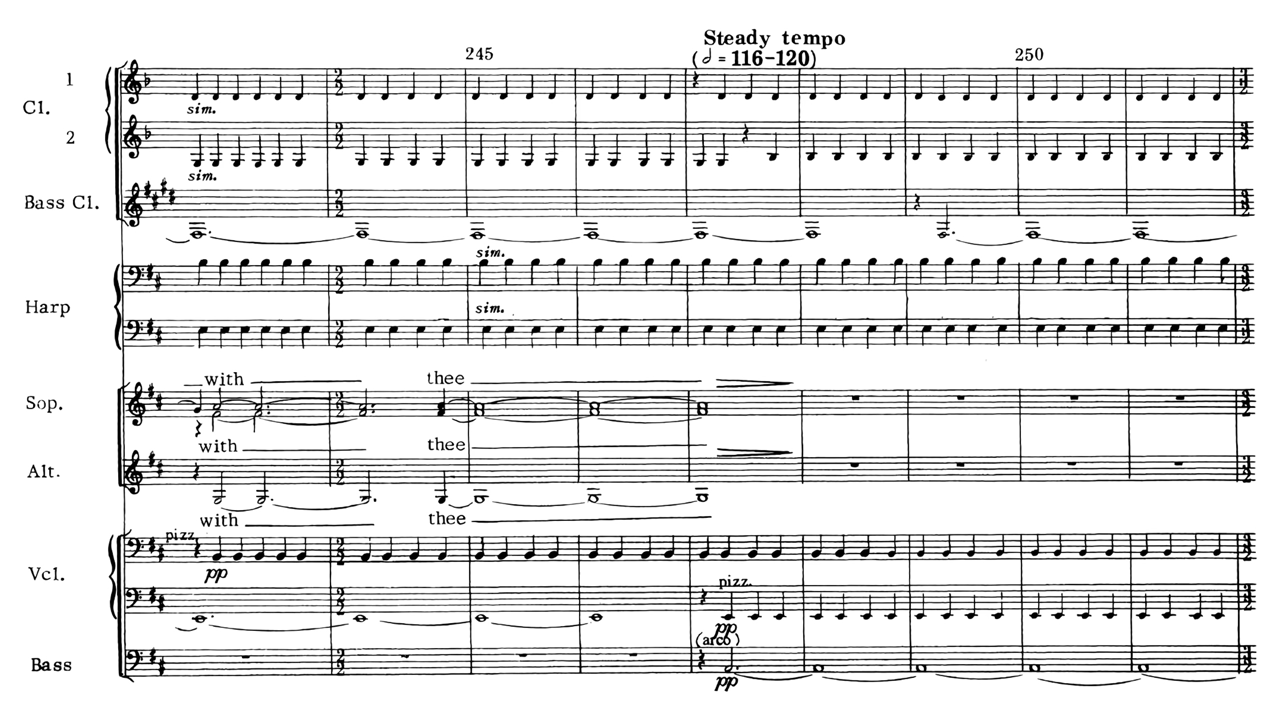 Steady tempo
245 (𝅗𝅥 = 116-120) 250
1
Cl.
sim.
2
sim.
Bass Cl.
sim.
Harp
sim.
with thee
Sop.
with thee
Alt.
with thee
pizz.
pp
Vcl.
pizz.
pp
(arco)
Bass
pp